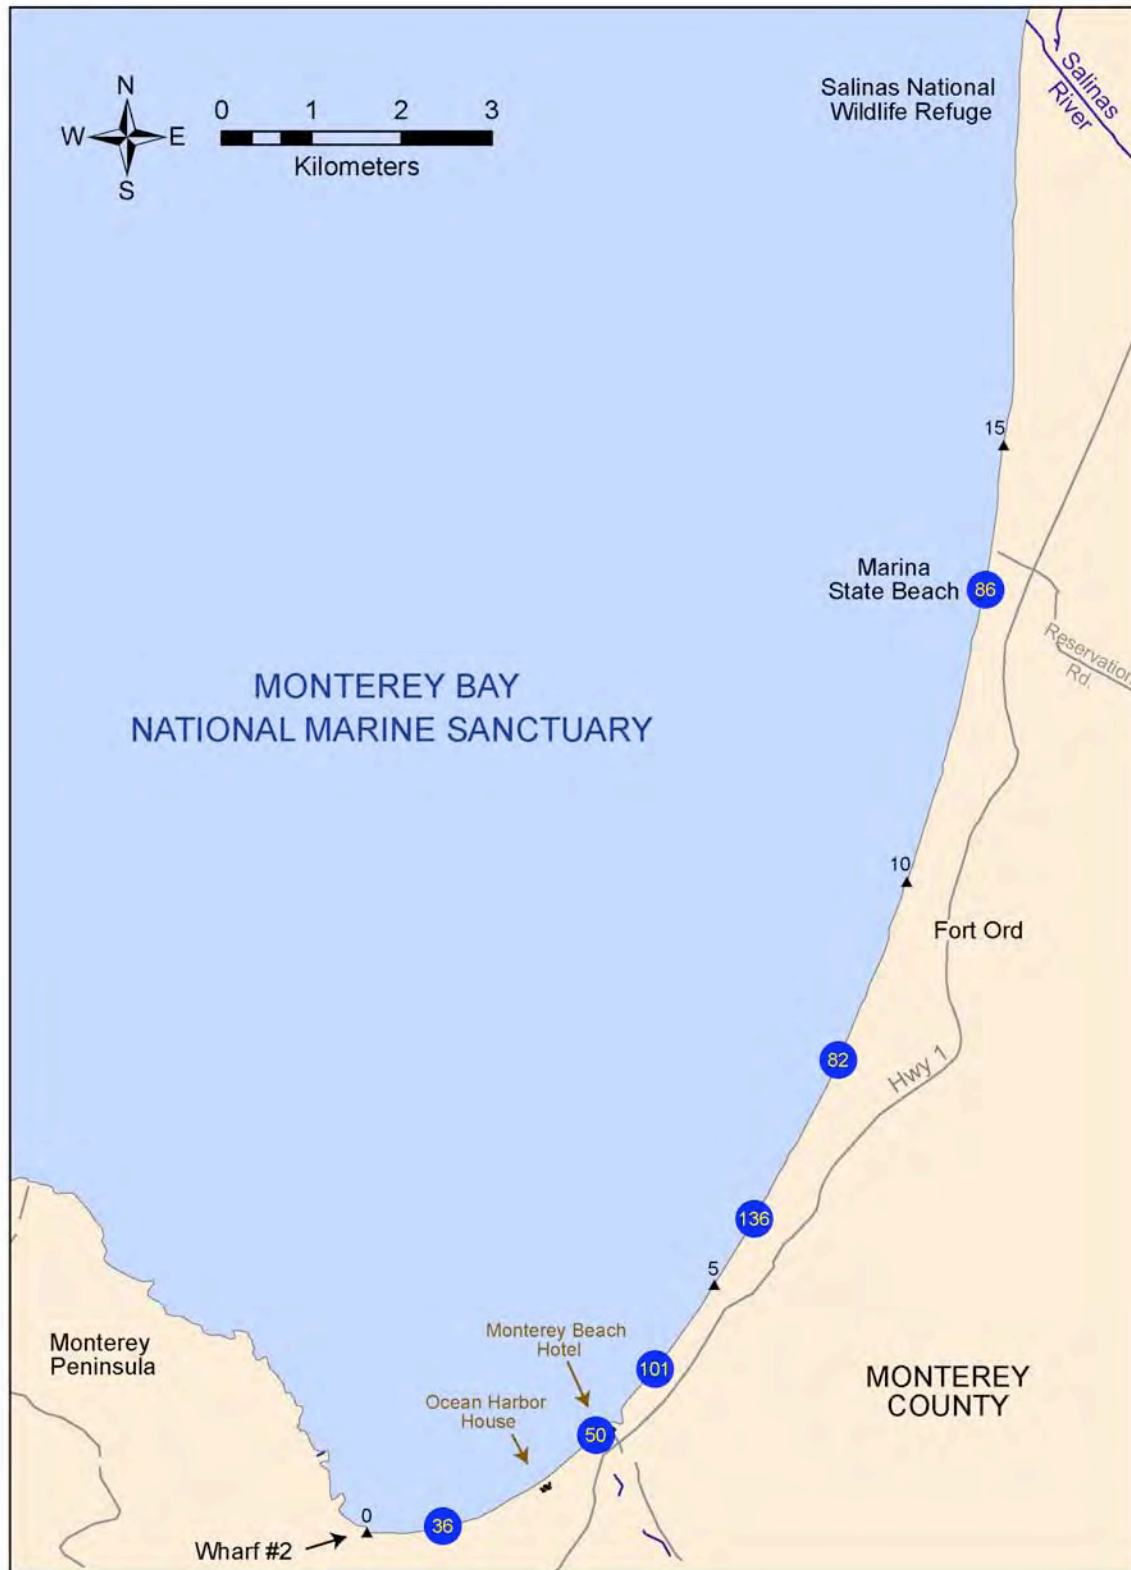 N
W E
S
0 1 2 3
Kilometers
Salinas National
Wildlife Refuge
Salinas
River
15
Marina
State Beach
86
Reservation
Rd.
MONTEREY BAY
NATIONAL MARINE SANCTUARY
10
Fort Ord
82
Hwy 1
136
5
Monterey
Peninsula
Monterey Beach
Hotel
101
MONTEREY
COUNTY
Ocean Harbor
House
50
0
36
Wharf #2